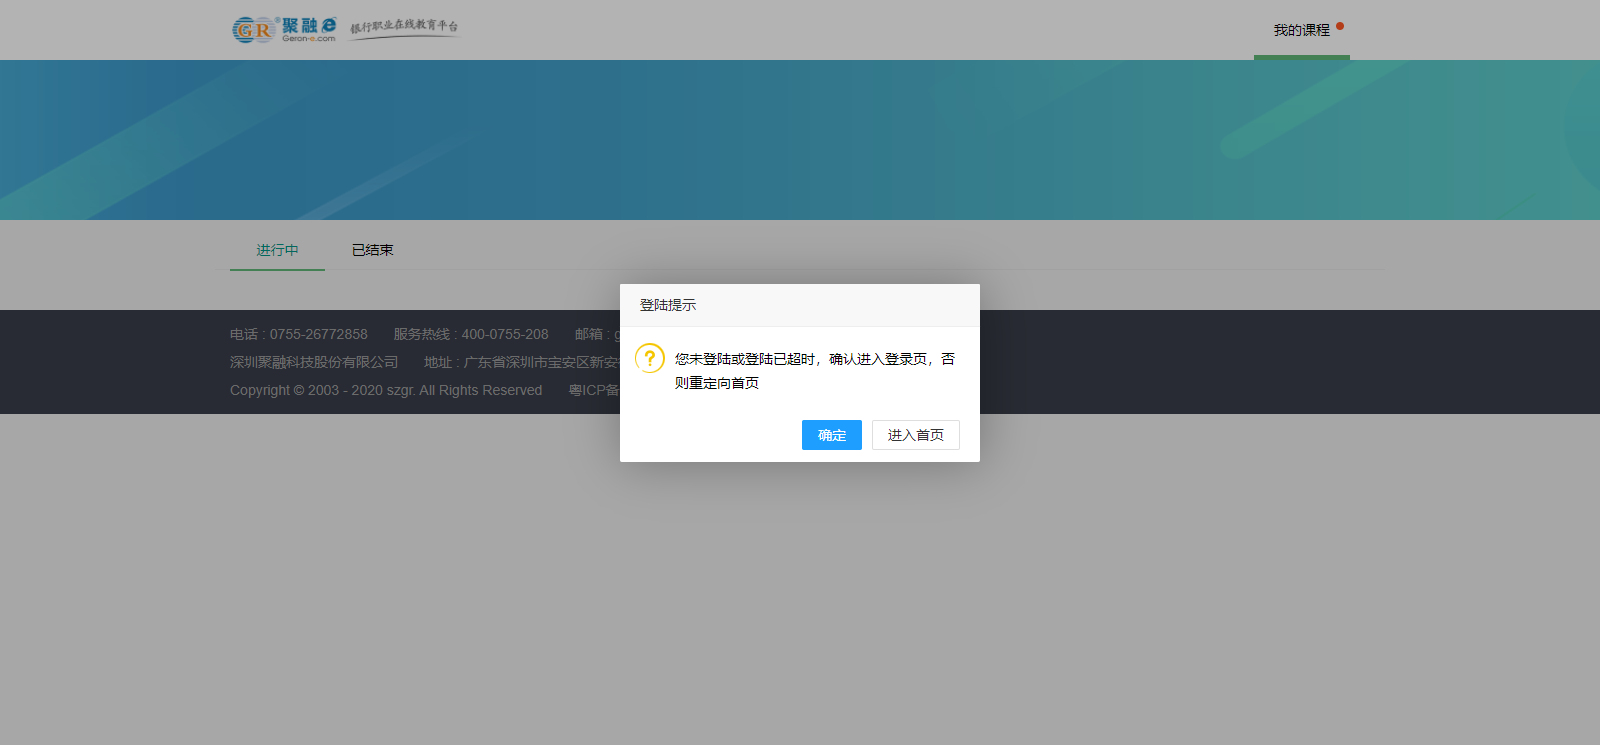 GR® 聚融e Geron-e.com 银行职业在线教育平台
我的课程
进行中 已结束
登陆提示
电话 : 0755-26772858 服务热线 : 400-0755-208 邮箱 : g
您未登陆或登陆已超时，确认进入登录页，否
深圳聚融科技股份有限公司 地址 : 广东省深圳市宝安区新安
则重定向首页
Copyright © 2003 - 2020 szgr. All Rights Reserved 粤ICP备
确定 进入首页